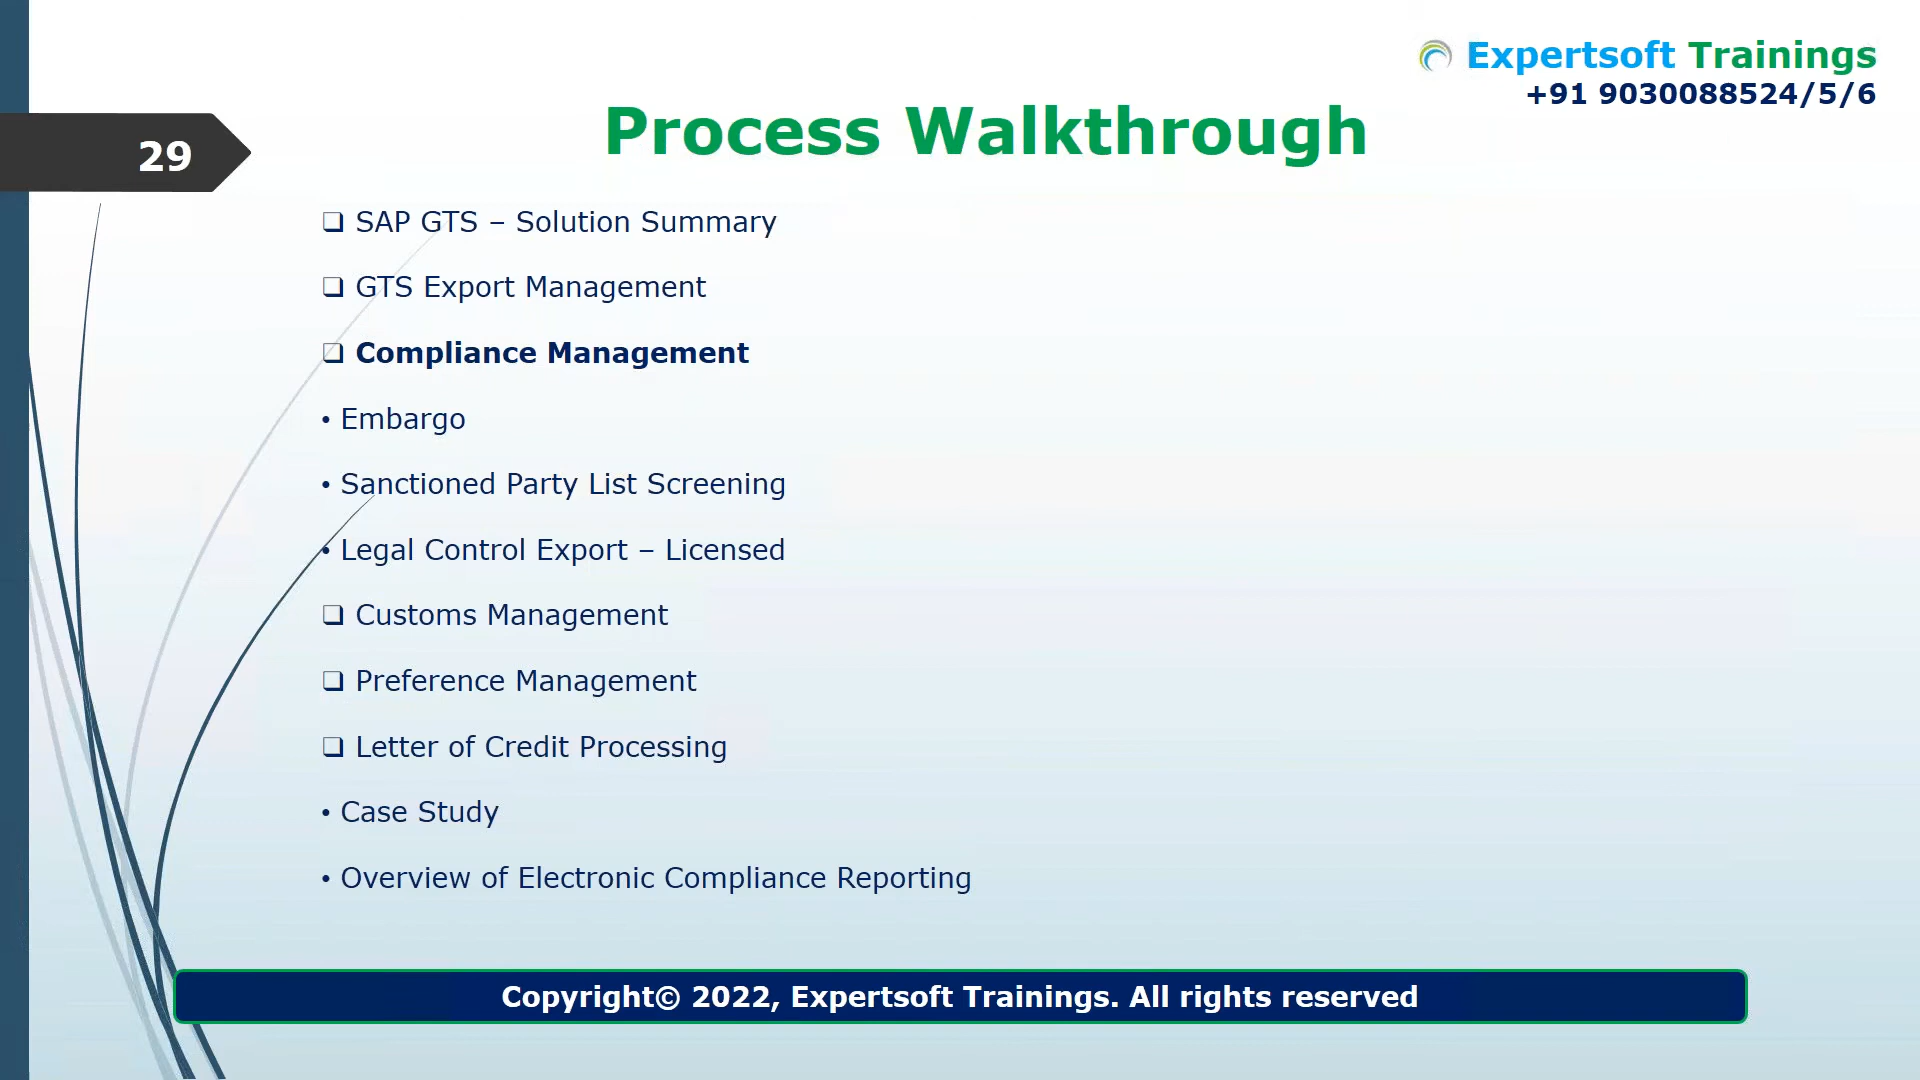 Expertsoft Trainings
+91 9030088524/5/6
Process Walkthrough
29
❑ SAP GTS – Solution Summary
❑ GTS Export Management
❑ Compliance Management
• Embargo
• Sanctioned Party List Screening
• Legal Control Export – Licensed
❑ Customs Management
❑ Preference Management
❑ Letter of Credit Processing
• Case Study
• Overview of Electronic Compliance Reporting
Copyright© 2022, Expertsoft Trainings. All rights reserved